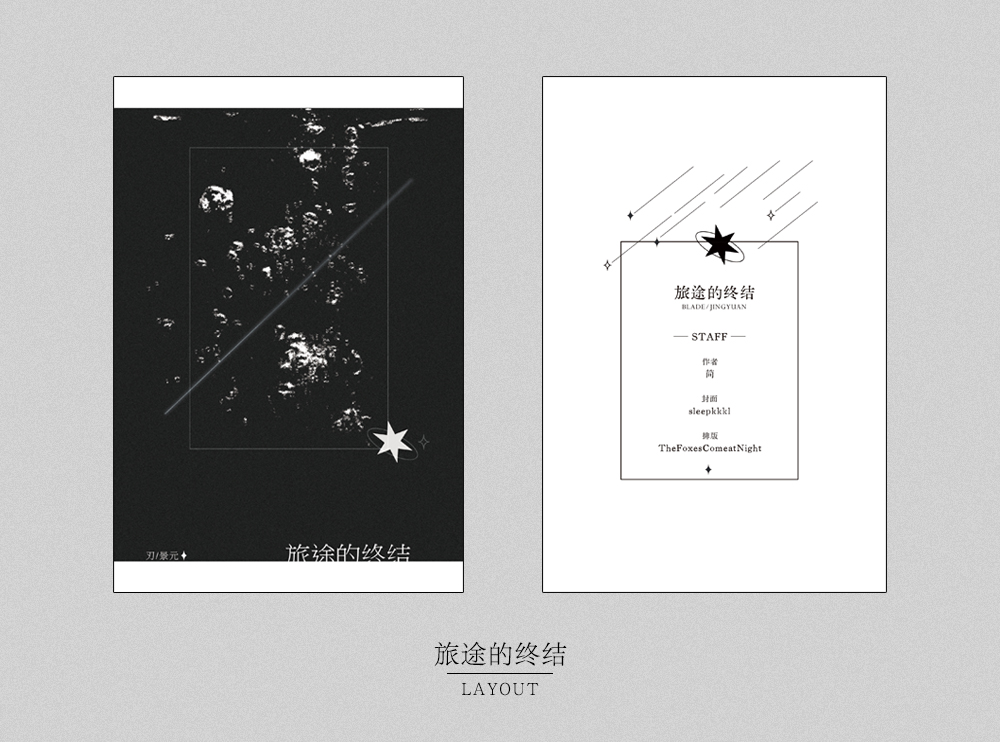 刃/景元
旅途的终结
旅途的终结
BLADE/JINGYUAN
STAFF
作者
简
封面
sleepkkkl
排版
TheFoxesComeatNight
旅途的终结
LAYOUT